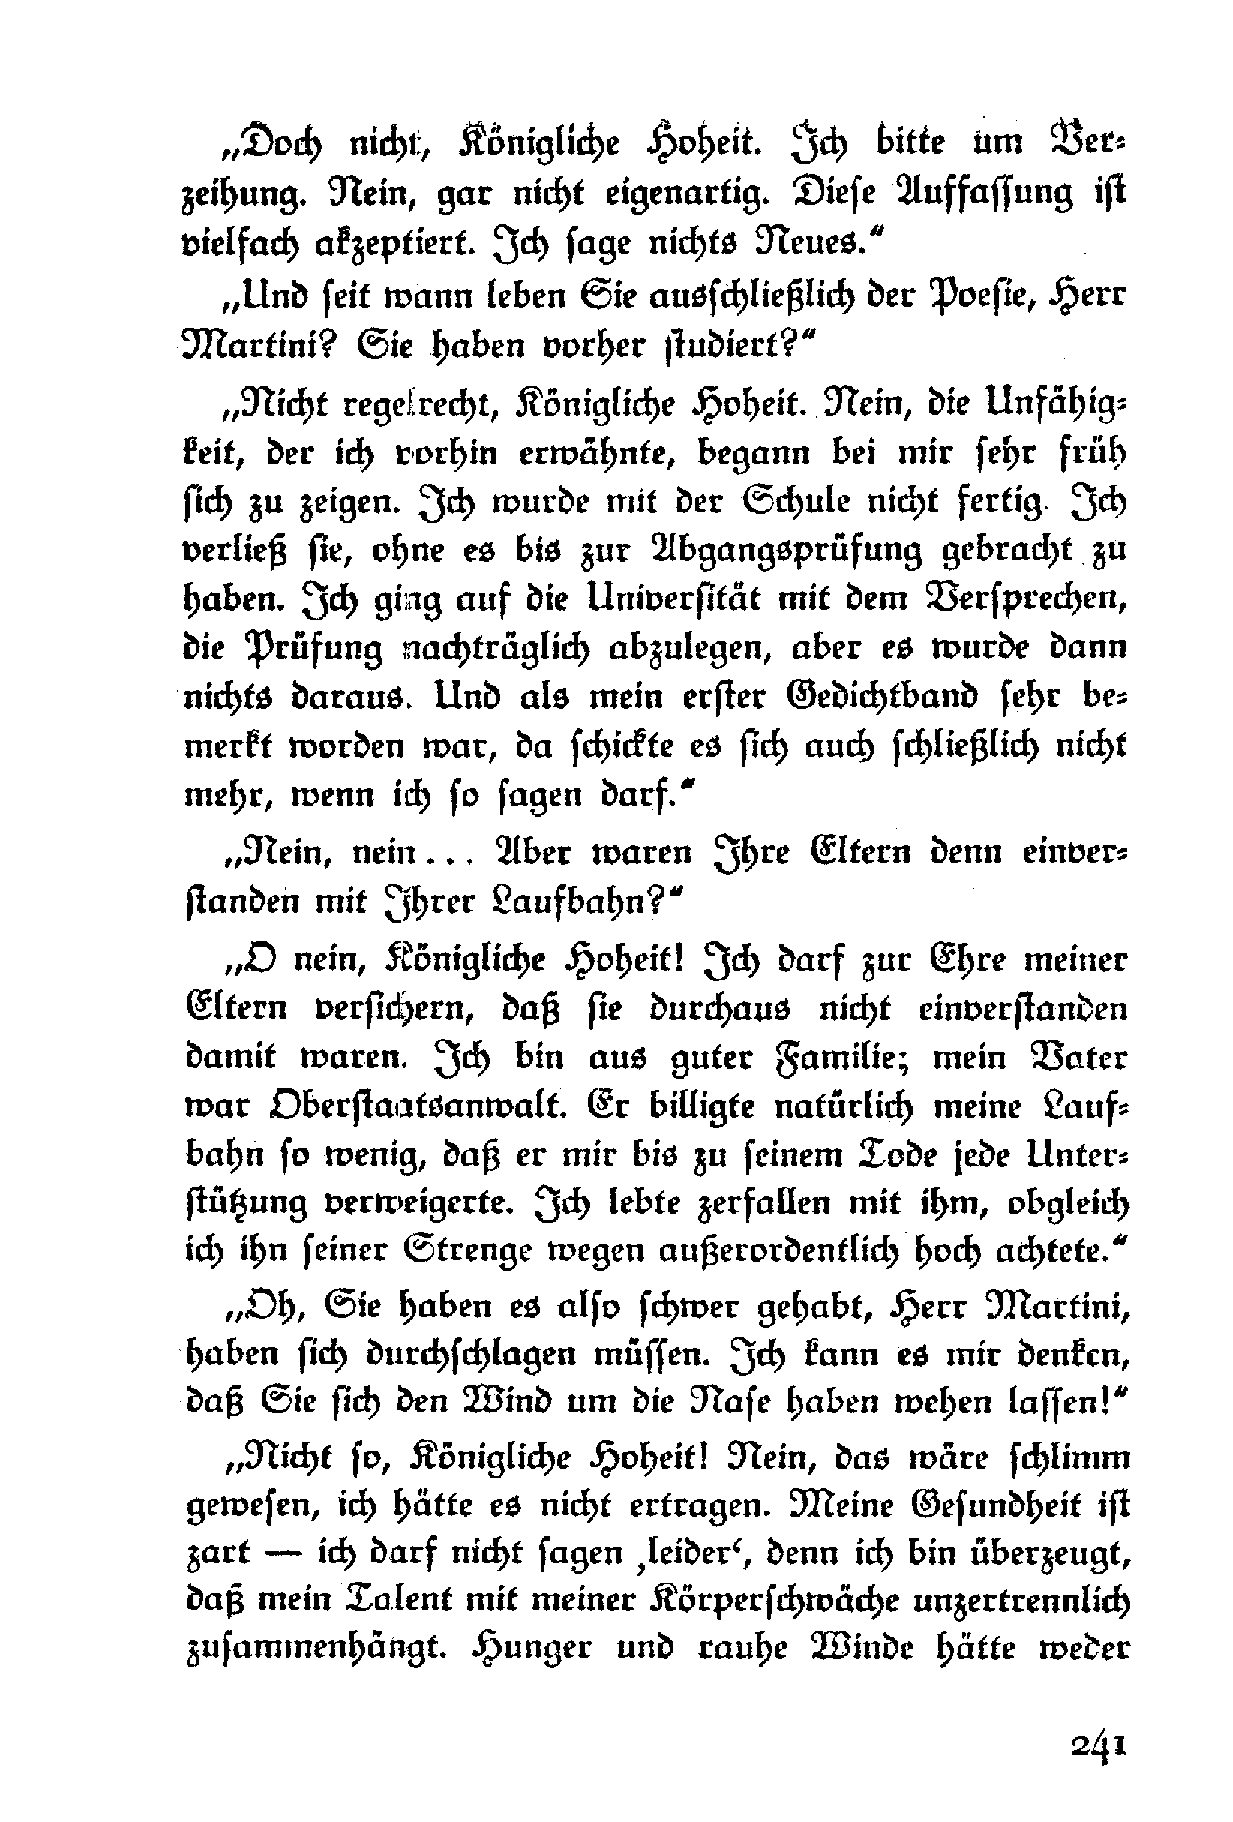 „Doch nicht, Königliche Hoheit. Ich bitte um Ver⸗
zeihung. Nein, gar nicht eigenartig. Dieſe Auffaſſung iſt
vielfach akzeptiert. Ich ſage nichts Neues.“
„Und ſeit wann leben Sie ausſchließlich der Poeſie, Herr
Martini? Sie haben vorher ſtudiert?“
„Nicht regelrecht, Königliche Hoheit. Nein, die Unfähig⸗
keit, der ich vorhin erwähnte, begann bei mir ſehr früh
ſich zu zeigen. Ich wurde mit der Schule nicht fertig. Ich
verließ ſie, ohne es bis zur Abgangsprüfung gebracht zu
haben. Ich ging auf die Univerſität mit dem Verſprechen,
die Prüfung nachträglich abzulegen, aber es wurde dann
nichts daraus. Und als mein erſter Gedichtband ſehr be⸗
merkt worden war, da ſchickte es ſich auch ſchließlich nicht
mehr, wenn ich ſo ſagen darf.“
„Nein, nein... Aber waren Ihre Eltern denn einver⸗
ſtanden mit Ihrer Laufbahn?“
„O nein, Königliche Hoheit! Ich darf zur Ehre meiner
Eltern verſichern, daß ſie durchaus nicht einverſtanden
damit waren. Ich bin aus guter Familie; mein Vater
war Oberſtaatsanwalt. Er billigte natürlich meine Lauf⸗
bahn ſo wenig, daß er mir bis zu ſeinem Tode jede Unter⸗
ſtützung verweigerte. Ich lebte zerfallen mit ihm, obgleich
ich ihn ſeiner Strenge wegen außerordentlich hoch achtete.“
„Oh, Sie haben es alſo ſchwer gehabt, Herr Martini,
haben ſich durchſchlagen müſſen. Ich kann es mir denken,
daß Sie ſich den Wind um die Naſe haben wehen laſſen!“
„Nicht ſo, Königliche Hoheit! Nein, das wäre ſchlimm
geweſen, ich hätte es nicht ertragen. Meine Geſundheit iſt
zart — ich darf nicht ſagen ‚leider‘, denn ich bin überzeugt,
daß mein Talent mit meiner Körperſchwäche unzertrennlich
zuſammenhängt. Hunger und rauhe Winde hätte weder
241